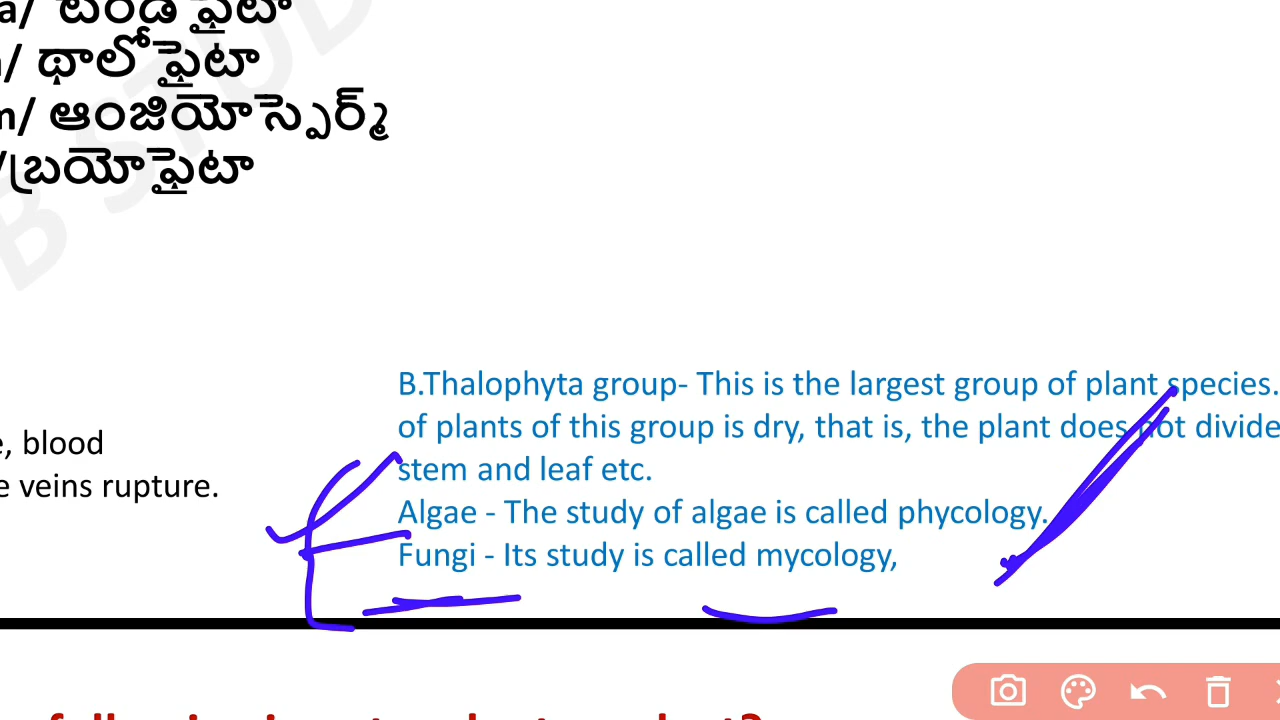 a/ టెరిడోఫైటా
/ థాలోఫైటా
m/ ఆంజియోస్పెర్మ్
/బ్రయోఫైటా
B STUD
e, blood
e veins rupture.
B.Thalophyta group- This is the largest group of plant species.
of plants of this group is dry, that is, the plant does not divide
stem and leaf etc.
Algae - The study of algae is called phycology.
Fungi - Its study is called mycology,